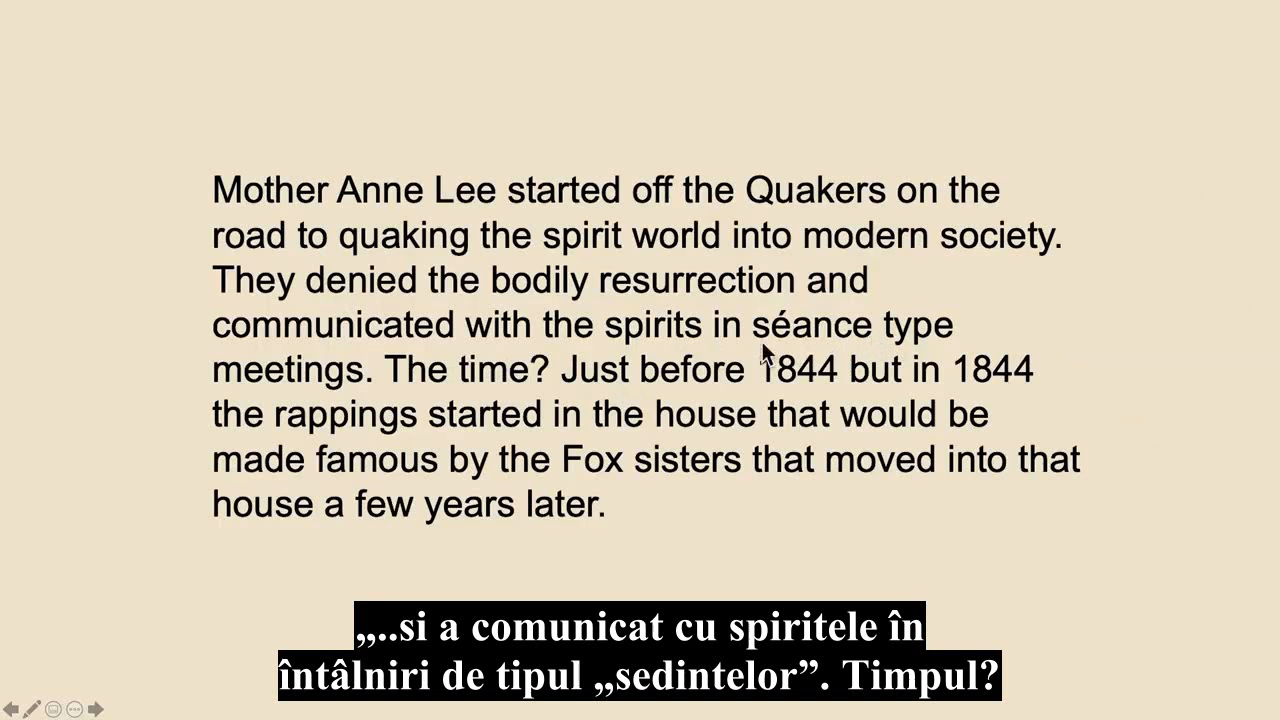 Mother Anne Lee started off the Quakers on the
road to quaking the spirit world into modern society.
They denied the bodily resurrection and
communicated with the spirits in séance type
meetings. The time? Just before 1844 but in 1844
the rappings started in the house that would be
made famous by the Fox sisters that moved into that
house a few years later.
„..si a comunicat cu spiritele în
întâlniri de tipul „sedintelor”. Timpul?